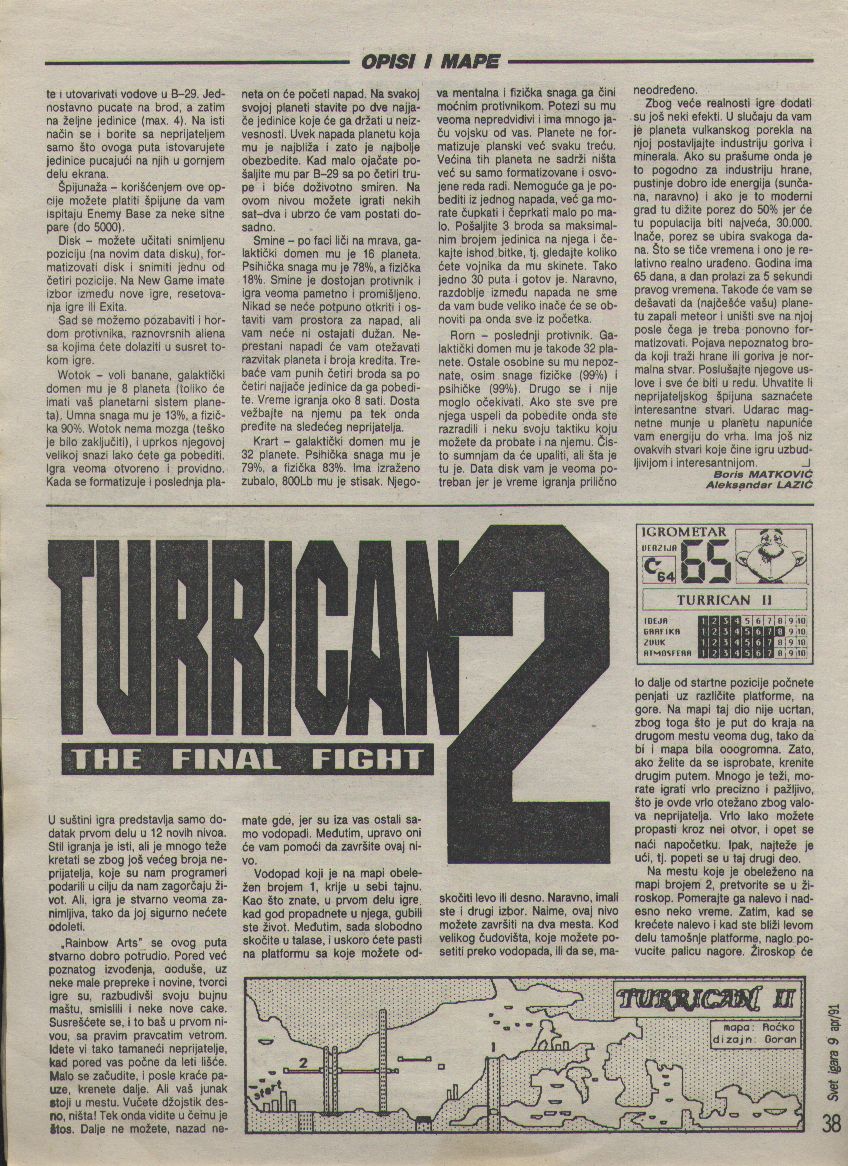 OPISI I MAPE
te i utovarivati vodove u B–29. Jed-
nostavno pucate na brod, a zatim
na željne jedinice (max. 4). Na isti
način se i borite sa neprijateljem
samo što ovoga puta istovarujete
jedinice pucajući na njih u gornjem
delu ekrana.
Špijunaža – korišćenjem ove op-
cije možete platiti špijune da vam
ispitaju Enemy Base za neke sitne
pare (do 5000).
Disk – možete učitati snimljenu
poziciju (na novim data disku), for-
matizovati disk i snimiti jednu od
četiri pozicije. Na New Game imate
izbor između nove igre, resetova-
nja igre ili Exita.
Sad se možemo pozabaviti i hor-
dom protivnika, raznovrsnih aliena
sa kojima ćete dolaziti u susret to-
kom igre.
Wotok – voli banane, galaktički
domen mu je 8 planeta (toliko će
imati vaš planetarni sistem plane-
ta). Umna snaga mu je 13%, a fizič-
ka 90%. Wotok nema mozga (teško
je bilo zaključiti), i uprkos njegovoj
velikoj snazi lako ćete ga pobediti.
Igra veoma otvoreno i providno.
Kada se formatizuje i poslednja pla-
neta on će početi napad. Na svakoj
svojoj planeti stavite po dve najja-
če jedinice koje će ga držati u neiz-
vesnosti. Uvek napada planetu koja
mu je najbliža i zato je najbolje
obezbedite. Kad malo ojačate po-
šaljite mu par B–29 sa po četiri tru-
pe i biće doživotno smiren. Na
ovom nivou možete igrati nekih
sat–dva i ubrzo će vam postati do-
sadno.
Smine – po faci liči na mrava, ga-
laktički domen mu je 16 planeta.
Psihička snaga mu je 78%, a fizička
18%. Smine je dostojan protivnik i
igra veoma pametno i promišljeno.
Nikad se neće potpuno otkriti i os-
taviti vam prostora za napad, ali
vam neće ni ostajati dužan. Ne-
prestani napadi će vam otežavati
razvitak planeta i broja kredita. Tre-
baće vam punih četiri broda sa po
četiri najjače jedinice da ga pobedi-
te. Vreme igranja oko 8 sati. Dosta
vežbajte na njemu pa tek onda
pređite na sledećeg neprijatelja.
Krart – galaktički domen mu je
32 planete. Psihička snaga mu je
79%, a fizička 83%. Ima izraženo
zubalo, 800Lb mu je stisak. Njego-
va mentalna i fizička snaga ga čini
moćnim protivnikom. Potezi su mu
veoma nepredvidivi i ima mnogo ja-
ču vojsku od vas. Planete ne for-
matizuje planski već svaku treću.
Većina tih planeta ne sadrži ništa
već su samo formatizovane i osvo-
jene reda radi. Nemoguće ga je po-
bediti iz jednog napada, već ga mo-
rate čupkati i čeprkati malo po ma-
lo. Pošaljite 3 broda sa maksimal-
nim brojem jedinica na njega i če-
kajte ishod bitke, tj. gledajte koliko
ćete vojnika da mu skinete. Tako
jedno 30 puta i gotov je. Naravno,
razdoblje između napada ne sme
da vam bude veliko inače će se ob-
noviti pa onda sve iz početka.
Rorn – poslednji protivnik. Ga-
laktički domen mu je takođe 32 pla-
nete. Ostale osobine su mu nepoz-
nate, osim snage fizičke (99%) i
psihičke (99%). Drugo se i nije
moglo očekivati. Ako ste sve pre
njega uspeli da pobedite onda ste
razradili i neku svoju taktiku koju
možete da probate i na njemu. Čis-
to sumnjam da će upaliti, ali šta je
tu je. Data disk vam je veoma po-
treban jer je vreme igranja prilično
neodređeno.
Zbog veće realnosti igre dodati
su još neki efekti. U slučaju da vam
je planeta vulkanskog porekla na
njoj postavljajte industriju goriva i
minerala. Ako su prašume onda je
to pogodno za industriju hrane,
pustinje dobro ide energija (sunča-
na, naravno) i ako je to moderni
grad tu dižite porez do 50% jer će
tu populacija biti najveća, 30.000.
Inače, porez se ubira svakoga da-
na. Što se tiče vremena i ono je re-
lativno realno urađeno. Godina ima
65 dana, a dan prolazi za 5 sekundi
pravog vremena. Takođe će vam se
dešavati da (najčešće vašu) plane-
tu zapali meteor i uništi sve na njoj
posle čega je treba ponovno for-
matizovati. Pojava nepoznatog bro-
da koji traži hrane ili goriva je nor-
malna stvar. Poslušajte njegove us-
love i sve će biti u redu. Uhvatite li
neprijateljskog špijuna saznaćete
interesantne stvari. Udarac mag-
netne munje u planetu napuniće
vam energiju do vrha. Ima još niz
ovakvih stvari koje čine igru uzbud-
ljivijom i interesantnijom.
Boris MATKOVIĆ
Aleksandar LAZIĆ
TURRICAN 2
THE FINAL FIGHT
IGROMETAR
VERZIJA
C 64
65
TURRICAN II
IDEJA 1 2 3 4 5 6 7 8 9 10
GRAFIKA 1 2 3 4 5 6 7 8 9 10
ZVUK 1 2 3 4 5 6 7 8 9 10
ATMOSFERA 1 2 3 4 5 6 7 8 9 10
U suštini igra predstavlja samo do-
datak prvom delu u 12 novih nivoa.
Stil igranja je isti, ali je mnogo teže
kretati se zbog još većeg broja ne-
prijatelja, koje su nam programeri
podarili u cilju da nam zagorčaju ži-
vot. Ali, igra je stvarno veoma za-
nimljiva, tako da joj sigurno nećete
odoleti.
„Rainbow Arts" se ovog puta
stvarno dobro potrudio. Pored već
poznatog izvođenja, ooduše, uz
neke male prepreke i novine, tvorci
igre su, razbudivši svoju bujnu
maštu, smislili i neke nove cake.
Susrešćete se, i to baš u prvom ni-
vou, sa pravim pravcatim vetrom.
Idete vi tako tamaneći neprijatelje,
kad pored vas počne da leti lišće.
Malo se začudite, i posle kraće pa-
uze, krenete dalje. Ali vaš junak
stoji u mestu. Vučete džojstik des-
no, ništa! Tek onda vidite u čemu je
štos. Dalje ne možete, nazad ne-
mate gde, jer su iza vas ostali sa-
mo vodopadi. Međutim, upravo oni
će vam pomoći da završite ovaj ni-
vo.
Vodopad koji je na mapi obele-
žen brojem 1, krije u sebi tajnu.
Kao što znate, u prvom delu igre,
kad god propadnete u njega, gubili
ste život. Međutim, sada slobodno
skočite u talase, i uskoro ćete pasti
na platformu sa koje možete od-
skočiti levo ili desno. Naravno, imali
ste i drugi izbor. Naime, ovaj nivo
možete završiti na dva mesta. Kod
velikog čudovišta, koje možete po-
setiti preko vodopada, ili da se, ma-
lo dalje od startne pozicije počnete
penjati uz različite platforme, na
gore. Na mapi taj dio nije ucrtan,
zbog toga što je put do kraja na
drugom mestu veoma dug, tako da
bi i mapa bila ooogromna. Zato,
ako želite da se isprobate, krenite
drugim putem. Mnogo je teži, mo-
rate igrati vrlo precizno i pažljivo,
što je ovde vrlo otežano zbog valo-
va neprijatelja. Vrlo lako možete
propasti kroz nei otvor, i opet se
naći napočetku. Ipak, najteže je
ući, tj. popeti se u taj drugi deo.
Na mestu koje je obeleženo na
mapi brojem 2, pretvorite se u ži-
roskop. Pomerajte ga nalevo i nad-
esno neko vreme. Zatim, kad se
krećete nalevo i kad ste bliži levom
delu tamošnje platforme, naglo po-
vucite palicu nagore. Žiroskop će
TURRICAN II
mapa: Roćko
dizajn: Goran
1
2
start
Svet igara 9 apr/91
38